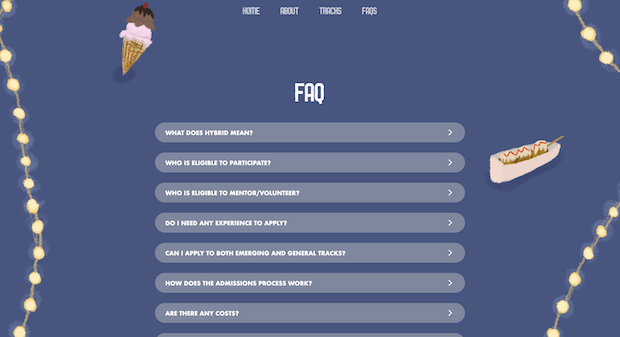 HOME ABOUT TRACKS FAQS
FAQ
WHAT DOES HYBRID MEAN?
WHO IS ELIGIBLE TO PARTICIPATE?
WHO IS ELIGIBLE TO MENTOR/VOLUNTEER?
DO I NEED ANY EXPERIENCE TO APPLY?
CAN I APPLY TO BOTH EMERGING AND GENERAL TRACKS?
HOW DOES THE ADMISSIONS PROCESS WORK?
ARE THERE ANY COSTS?